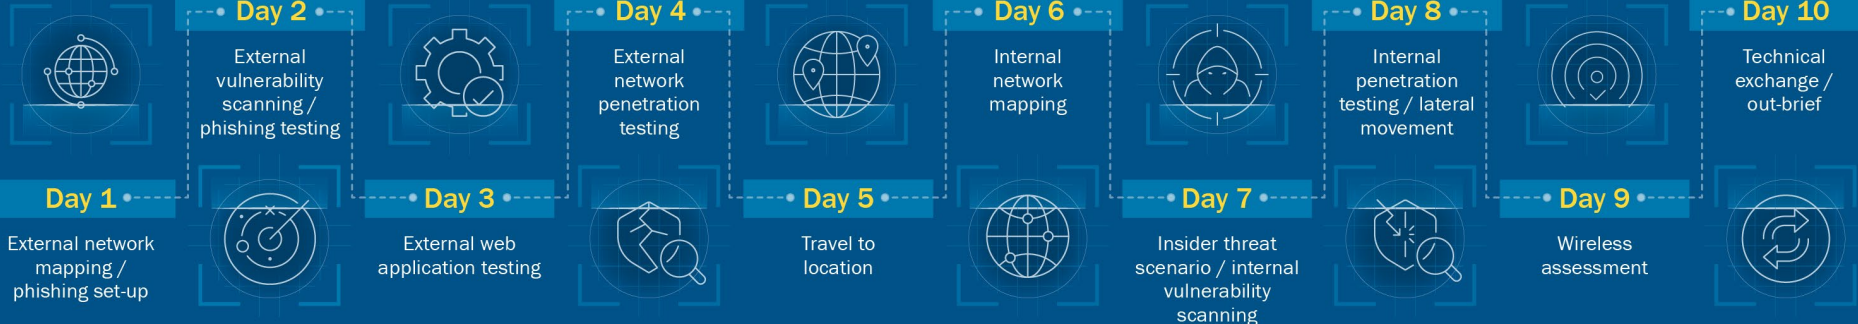 Day 1
External network
mapping /
phishing set-up
Day 2
External
vulnerability
scanning /
phishing testing
Day 3
External web
application testing
Day 4
External
network
penetration
testing
Day 5
Travel to
location
Day 6
Internal
network
mapping
Day 7
Insider threat
scenario / internal
vulnerability
scanning
Day 8
Internal
penetration
testing / lateral
movement
Day 9
Wireless
assessment
Day 10
Technical
exchange /
out-brief